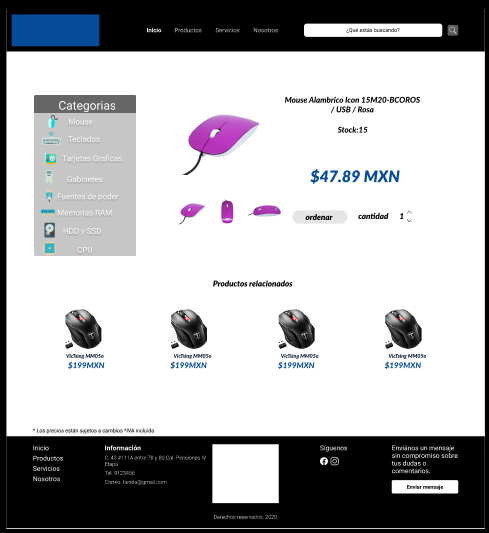 Inicio Productos Servicios Nosotros ¿Qué estás buscando?
Categorias
Mouse
Teclados
Tarjetas Graficas
Gabinetes
Fuentes de poder
Memorias RAM
HDD y SSD
CPU
Mouse Alambrico Icon 15M20-BCOROS
/ USB / Rosa
Stock:15
$47.89 MXN
ordenar cantidad 1
Productos relacionados
VicTsing MM05o VicTsing MM05o VicTsing MM05o VicTsing MM05o
$199MXN $199MXN $199MXN $199MXN
* Los precios están sujetos a cambios *IVA incluido
Inicio
Productos
Servicios
Nosotros
Información
C. 43 #111A entre 78 y 80 Col. Pensiones IV
Etapa
Tel. 9123456
Correo: tienda@gmail.com
Síguenos
Envíanos un mensaje
sin compromiso sobre
tus dudas o
comentarios.
Enviar mensaje
Derechos reservados. 2020